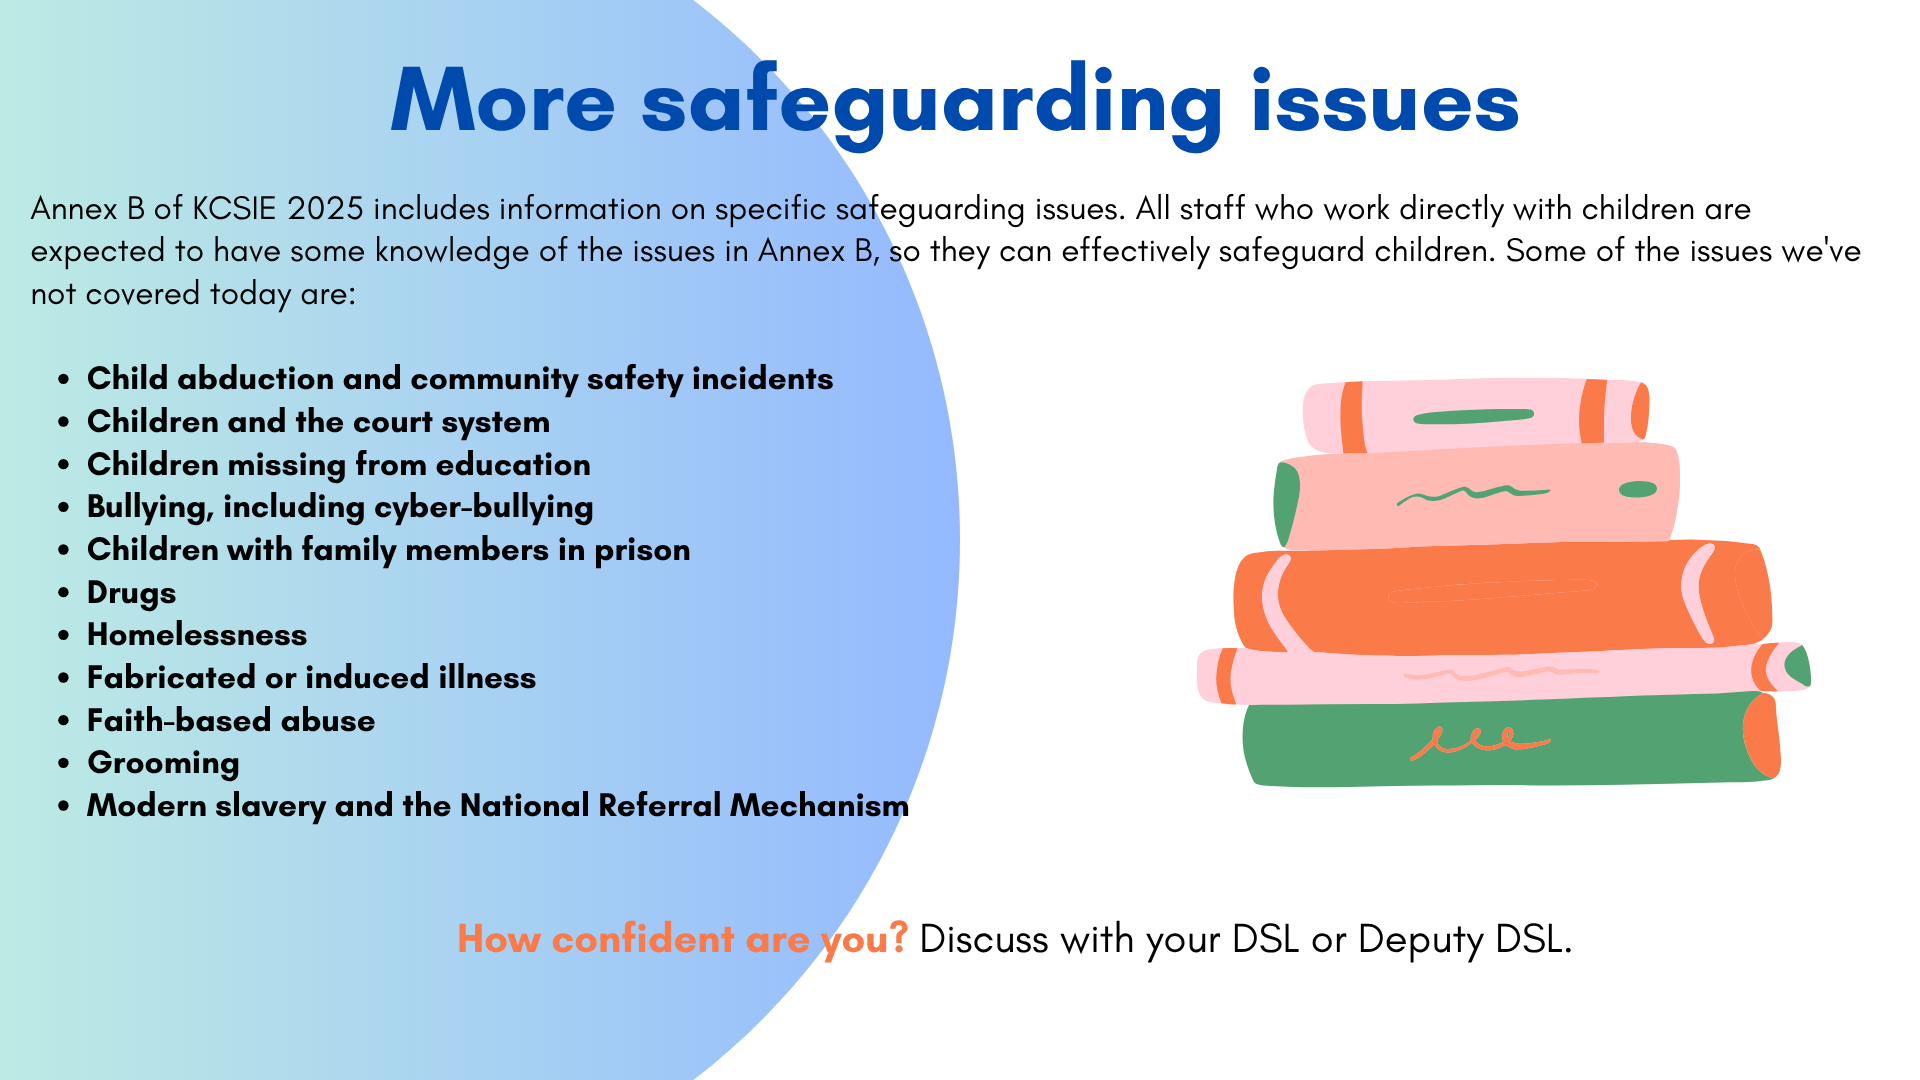 More safeguarding issues
Annex B of KCSIE 2025 includes information on specific safeguarding issues. All staff who work directly with children are
expected to have some knowledge of the issues in Annex B, so they can effectively safeguard children. Some of the issues we've
not covered today are:
• Child abduction and community safety incidents
• Children and the court system
• Children missing from education
• Bullying, including cyber-bullying
• Children with family members in prison
• Drugs
• Homelessness
• Fabricated or induced illness
• Faith-based abuse
• Grooming
• Modern slavery and the National Referral Mechanism
How confident are you? Discuss with your DSL or Deputy DSL.